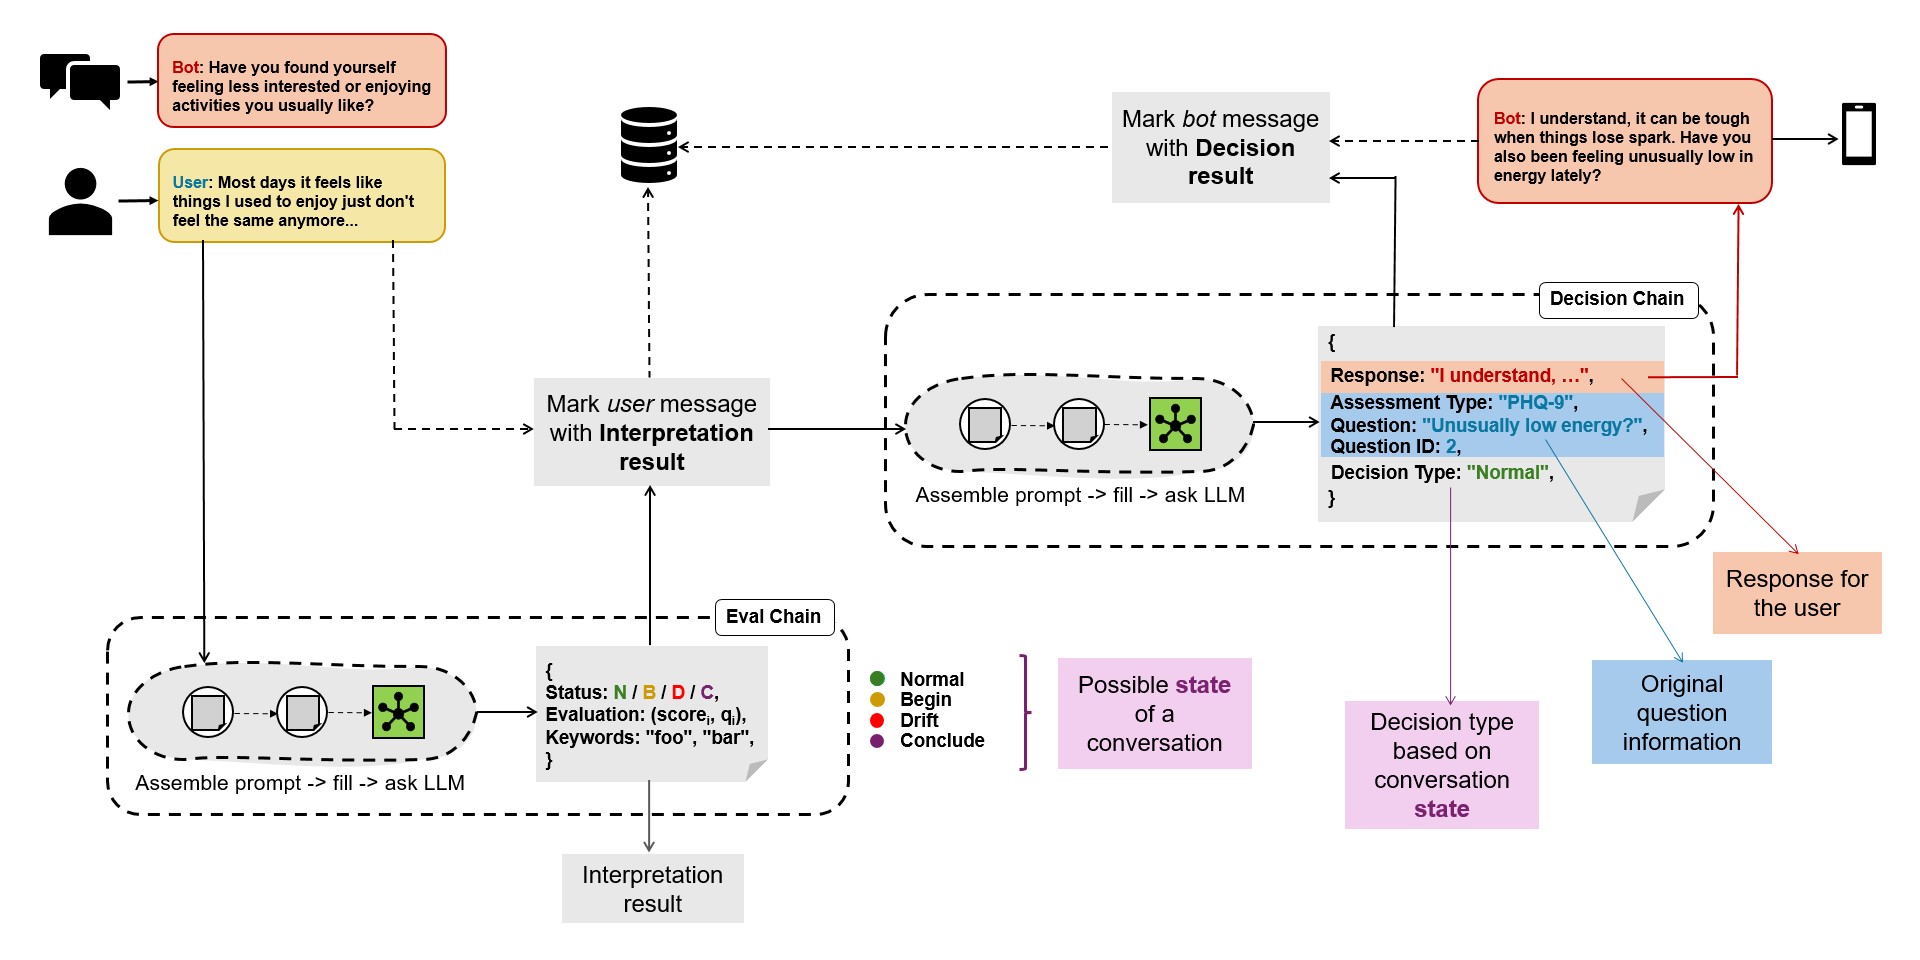 Bot: Have you found yourself
feeling less interested or enjoying
activities you usually like?
User: Most days it feels like
things I used to enjoy just don't
feel the same anymore...
Mark bot message
with Decision
result
Bot: I understand, it can be tough
when things lose spark. Have you
also been feeling unusually low in
energy lately?
Decision Chain
Mark user message
with Interpretation
result
Assemble prompt -> fill -> ask LLM
{
Response: "I understand, …",
Assessment Type: "PHQ-9",
Question: "Unusually low energy?",
Question ID: 2,
Decision Type: "Normal",
}
Response for
the user
Original
question
information
Decision type
based on
conversation
state
Eval Chain
Assemble prompt -> fill -> ask LLM
{
Status: N / B / D / C,
Evaluation: (scoreᵢ, qᵢ),
Keywords: "foo", "bar",
}
Normal
Begin
Drift
Conclude
Possible state
of a
conversation
Interpretation
result